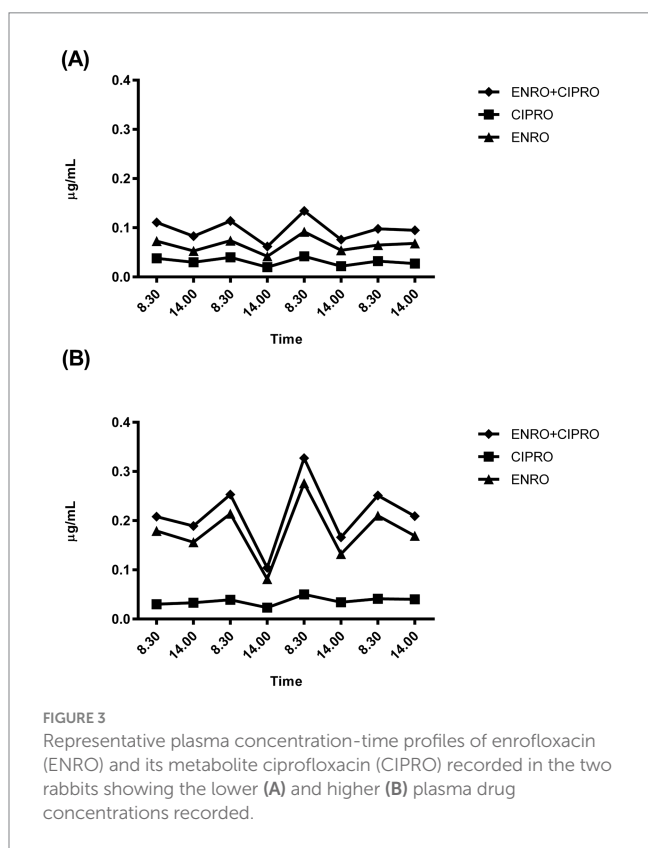 (A)
0.4
0.3
0.2
0.1
0.0
µg/mL
8.30 14.00 8.30 14.00 8.30 14.00 8.30 14.00
Time
ENRO+CIPRO
CIPRO
ENRO
(B)
0.4
0.3
0.2
0.1
0.0
µg/mL
8.30 14.00 8.30 14.00 8.30 14.00 8.30 14.00
Time
ENRO+CIPRO
CIPRO
ENRO
FIGURE 3
Representative plasma concentration-time profiles of enrofloxacin
(ENRO) and its metabolite ciprofloxacin (CIPRO) recorded in the two
rabbits showing the lower (A) and higher (B) plasma drug
concentrations recorded.